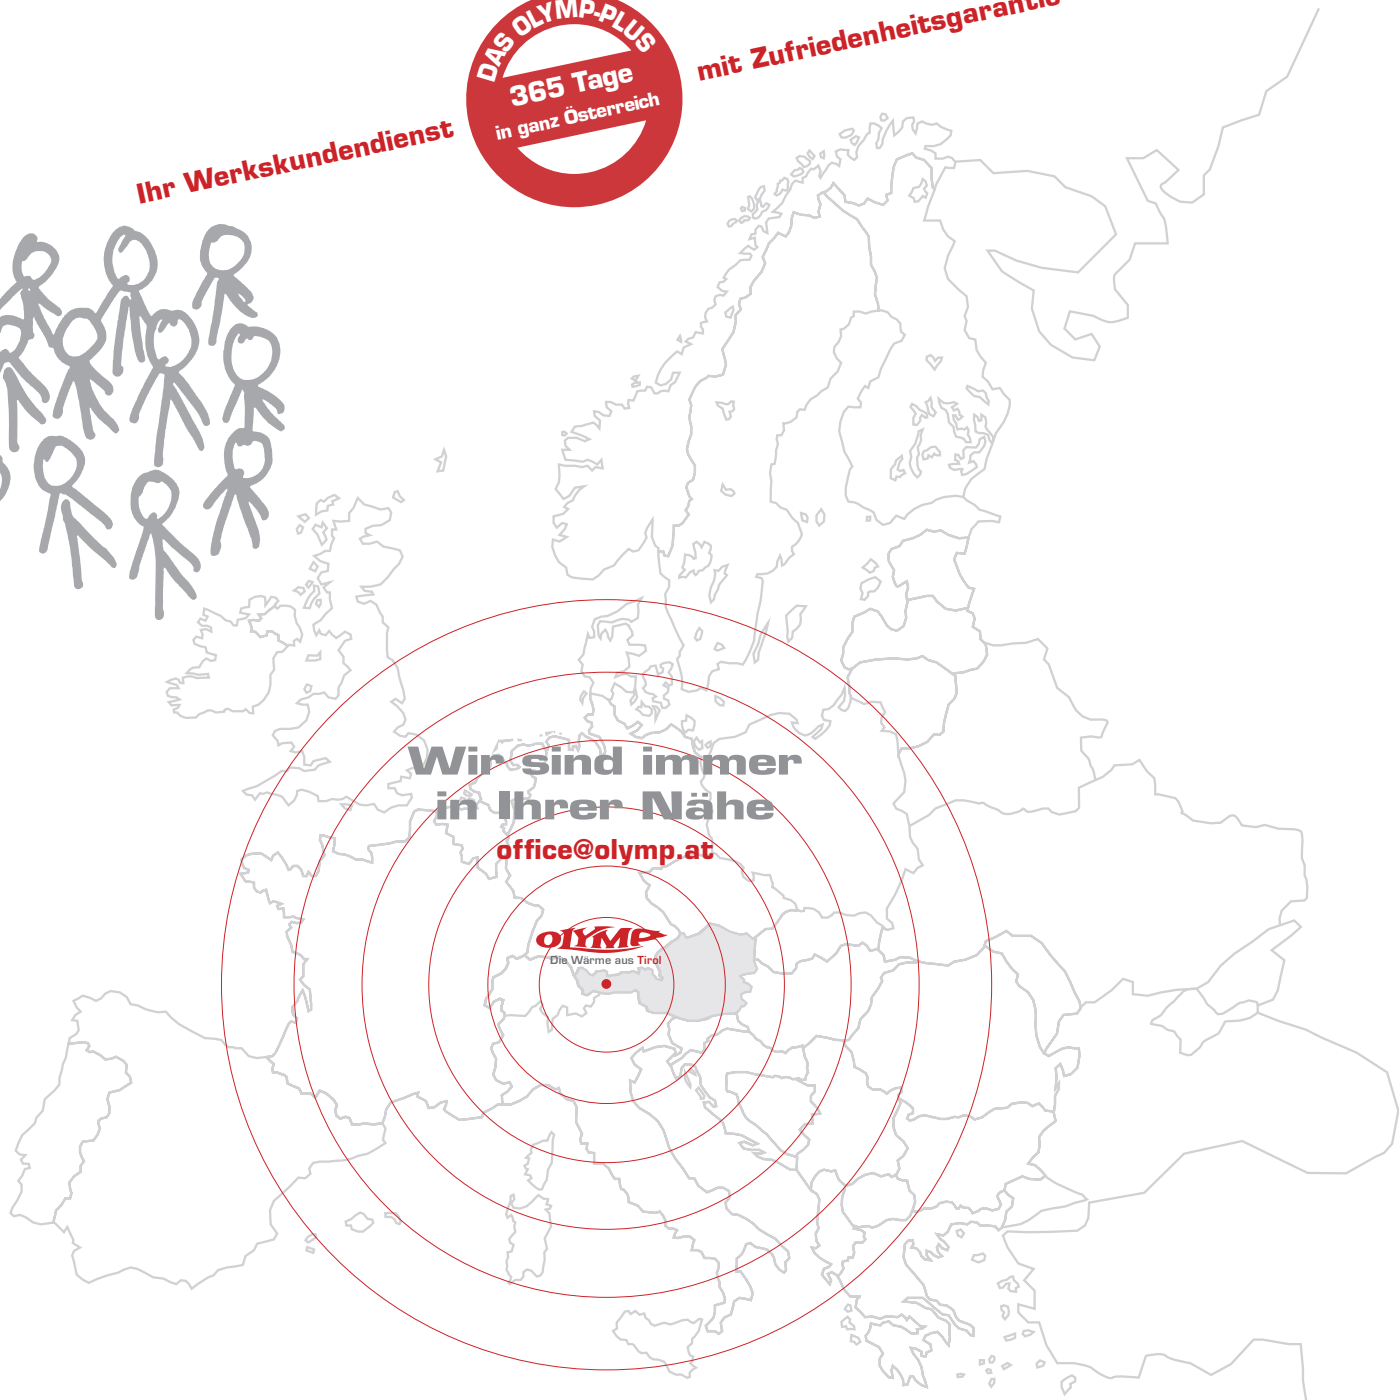 DAS OLYMP-PLUS
365 Tage
in ganz Österreich
Ihr Werkskundendienst
mit Zufriedenheitsgarantie
Wir sind immer
in Ihrer Nähe
office@olymp.at
OLYMP
Die Wärme aus Tirol